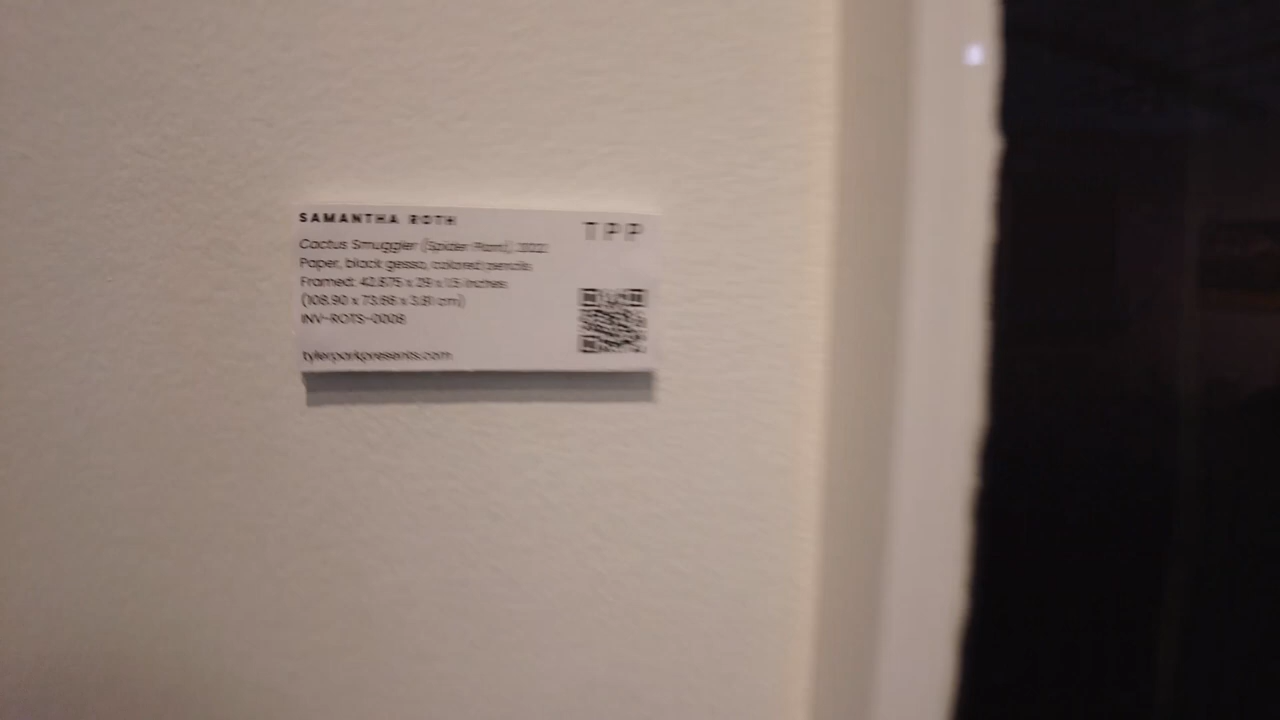 SAMANTHA ROTH
TPP
Cactus Smuggler (Spider Plant), 2022
Paper, black gesso, colored pencils
Framed: 42.875 x 29 x 1.5 inches
(108.90 x 73.66 x 3.81 cm)
INV-ROTS-0008
tylerparkpresents.com